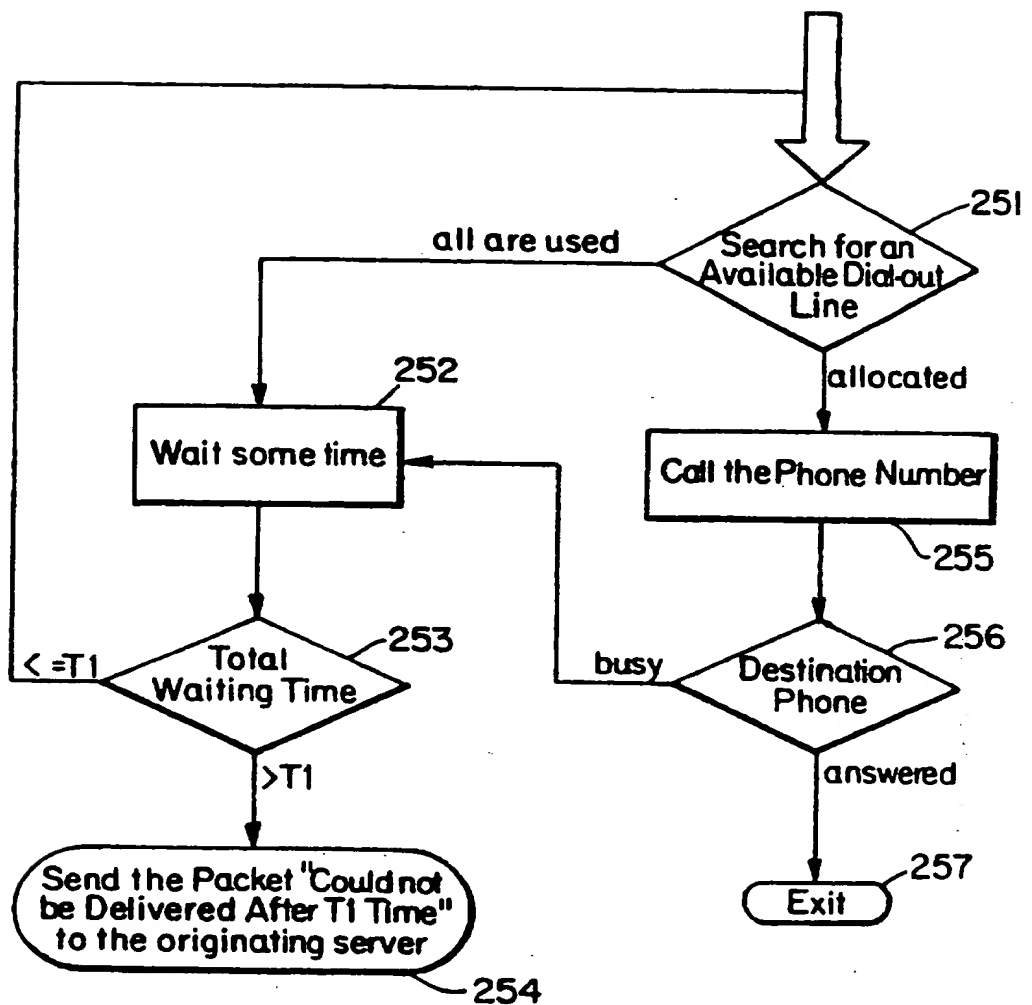 251
Search for an
Available Dial-out
Line
all are used
allocated
252
Wait some time
Call the Phone Number
255
253
Total
Waiting Time
< =T1
>T1
256
Destination
Phone
busy
answered
Send the Packet "Could not
be Delivered After T1 Time"
to the originating server
254
257
Exit